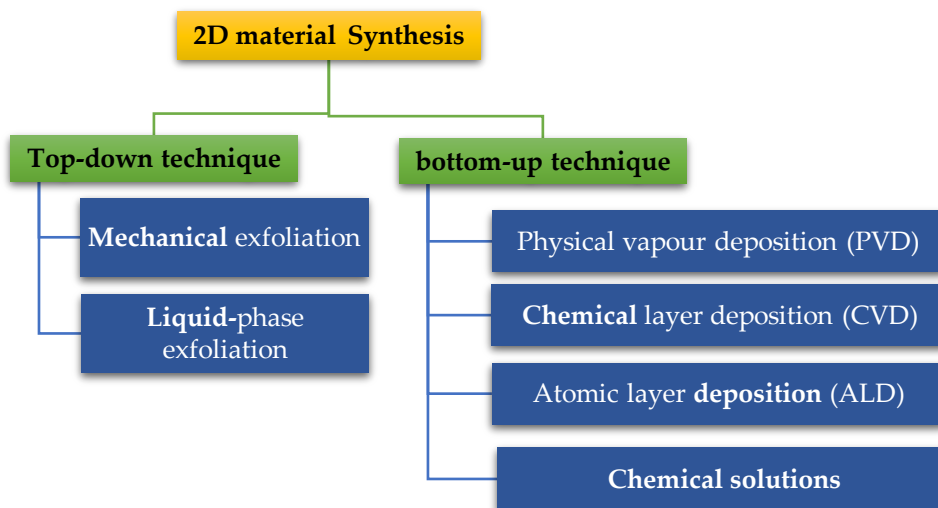 2D material Synthesis
Top-down technique
Mechanical exfoliation
Liquid-phase
exfoliation
bottom-up technique
Physical vapour deposition (PVD)
Chemical layer deposition (CVD)
Atomic layer deposition (ALD)
Chemical solutions